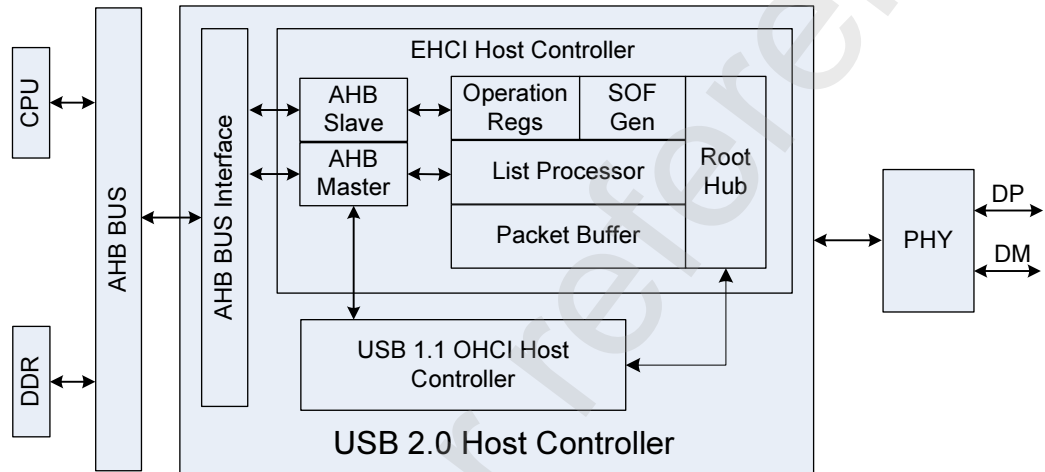 CPU
DDR
AHB BUS
AHB BUS Interface
EHCI Host Controller
AHB
Slave
AHB
Master
Operation
Regs
SOF
Gen
List Processor
Packet Buffer
Root
Hub
USB 1.1 OHCI Host
Controller
USB 2.0 Host Controller
PHY
DP
DM